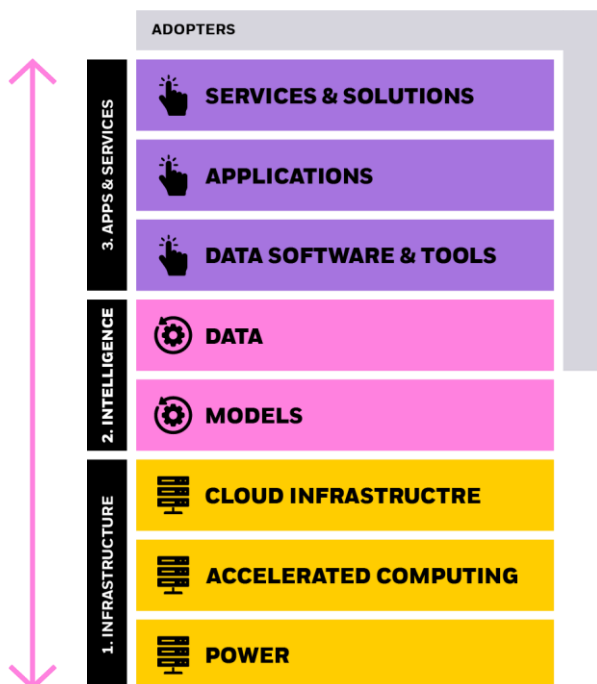 ADOPTERS
3. APPS & SERVICES
SERVICES & SOLUTIONS
APPLICATIONS
DATA SOFTWARE & TOOLS
2. INTELLIGENCE
DATA
MODELS
1. INFRASTRUCTURE
CLOUD INFRASTRUCTRE
ACCELERATED COMPUTING
POWER